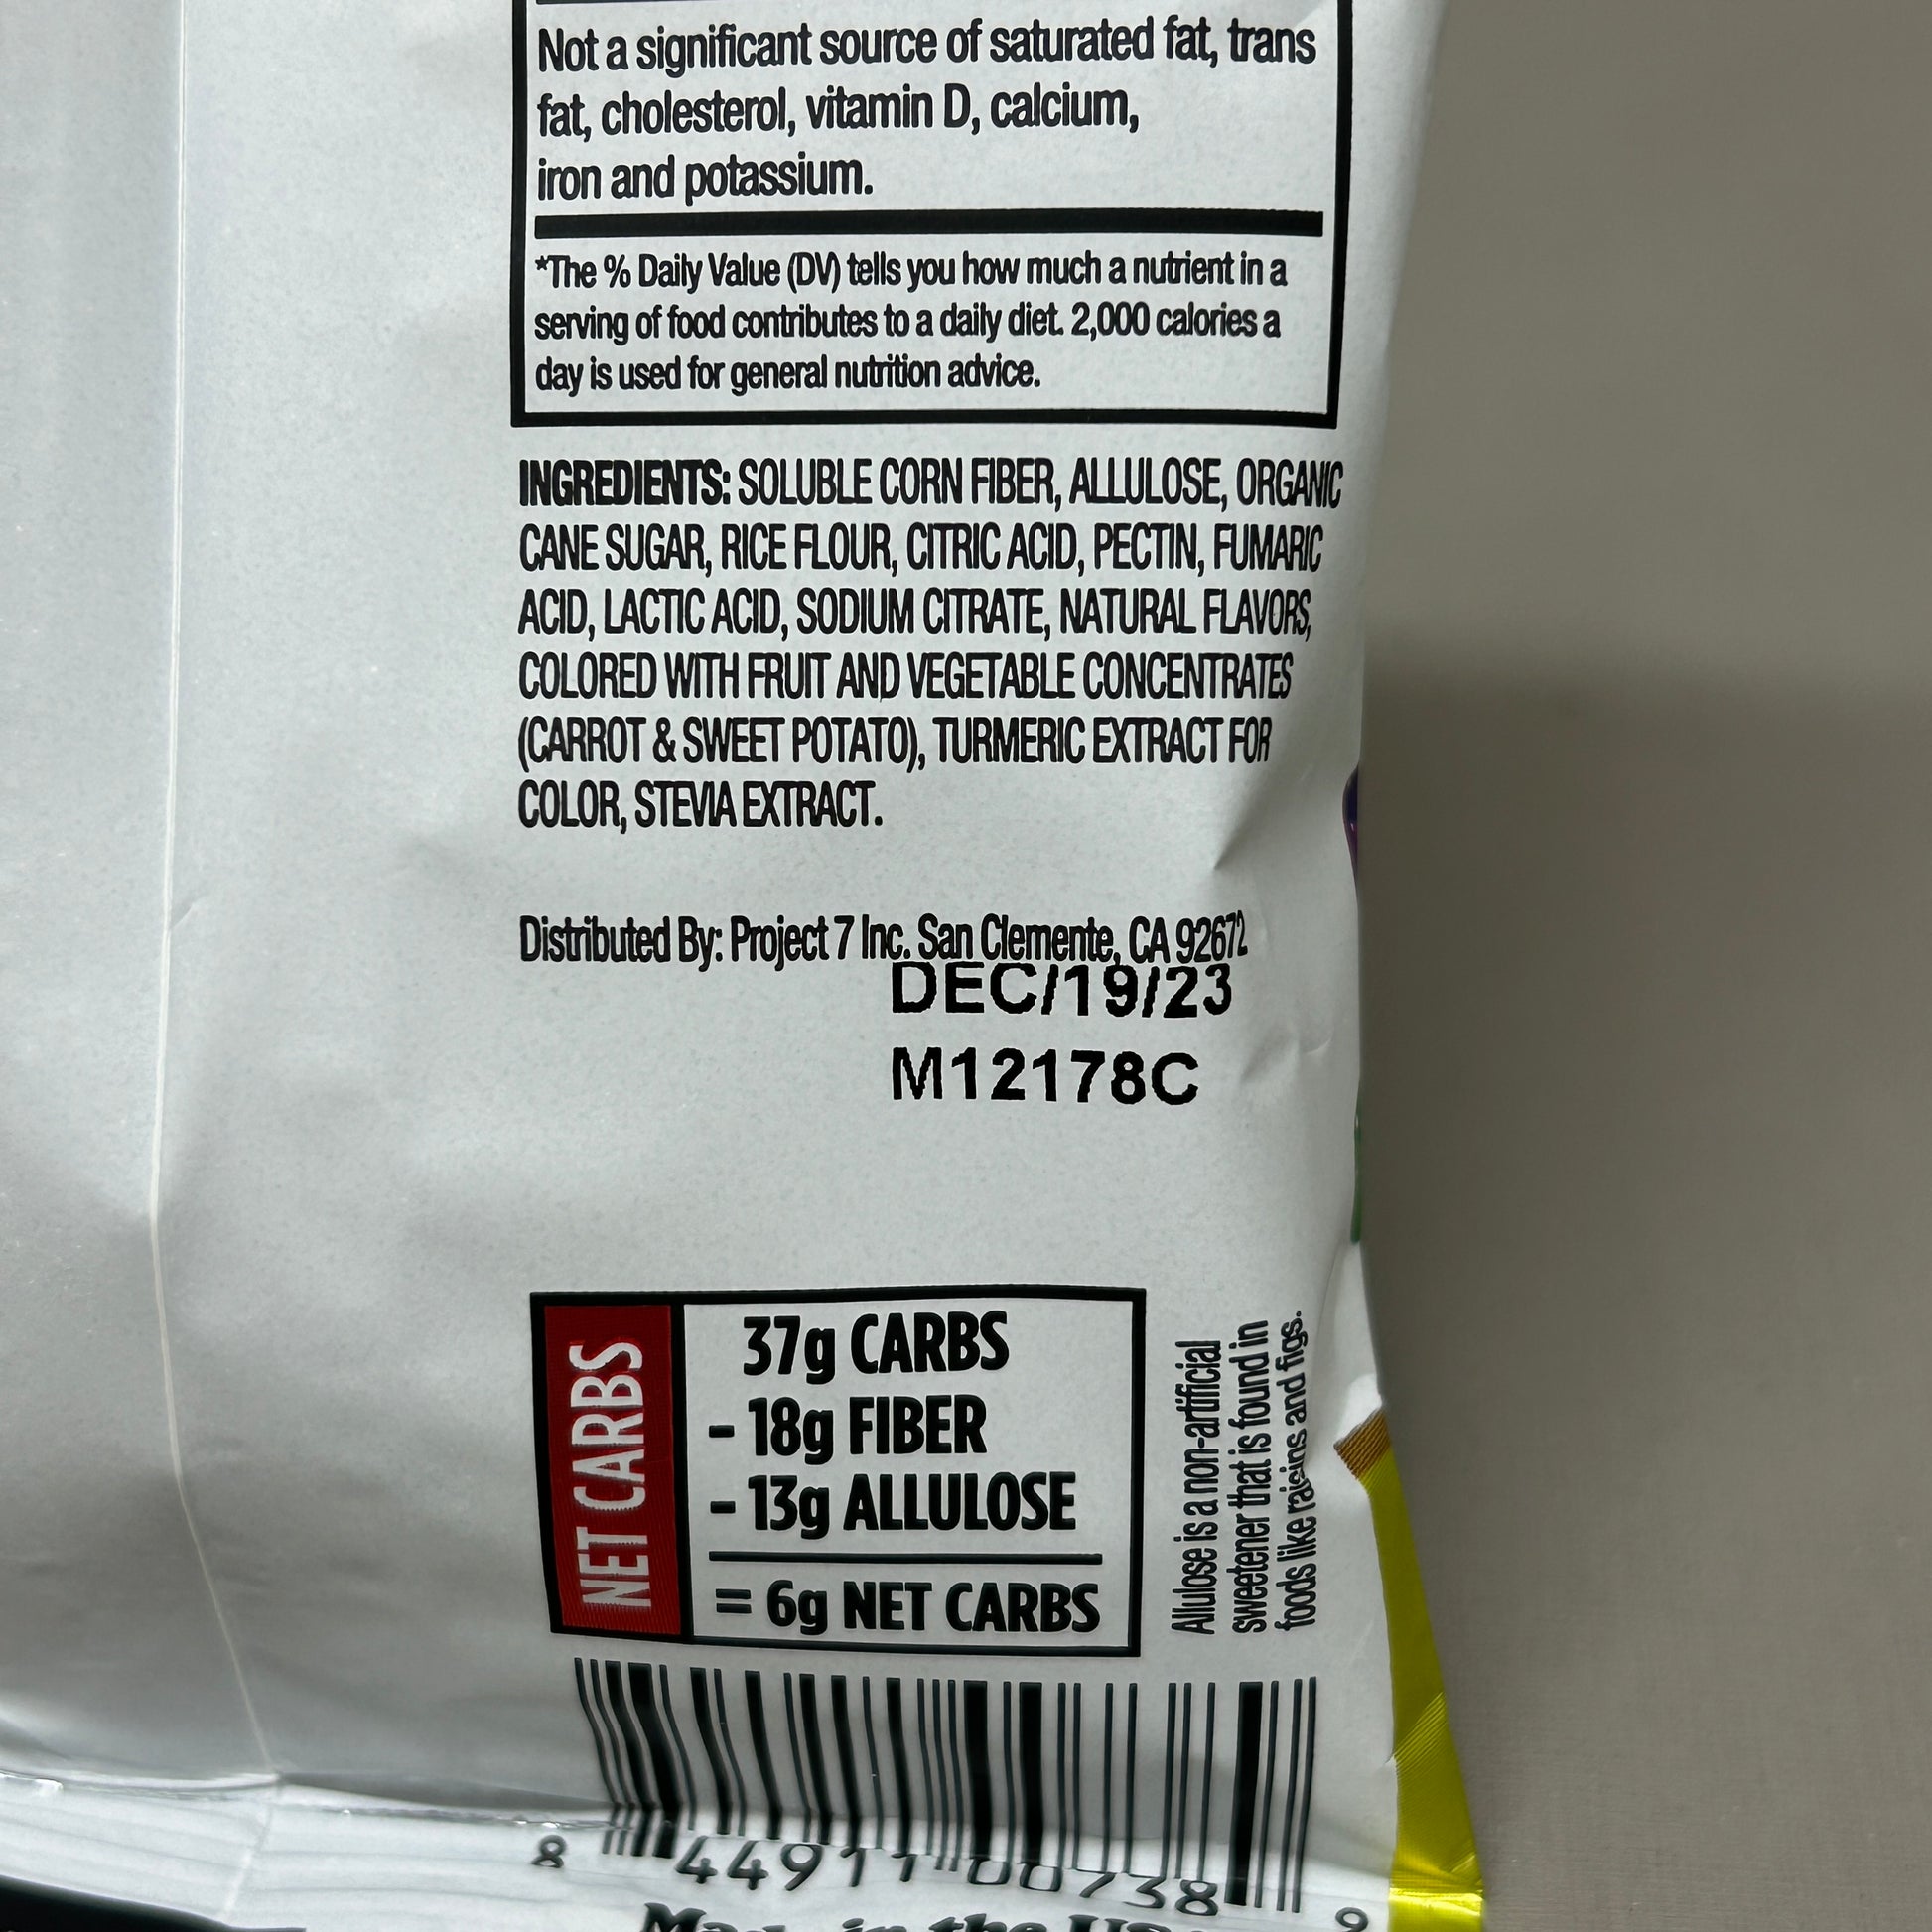 Not a significant source of saturated fat, trans
fat, cholesterol, vitamin D, calcium,
iron and potassium.
*The % Daily Value (DV) tells you how much a nutrient in a
serving of food contributes to a daily diet. 2,000 calories a
day is used for general nutrition advice.
INGREDIENTS: SOLUBLE CORN FIBER, ALLULOSE, ORGANIC
CANE SUGAR, RICE FLOUR, CITRIC ACID, PECTIN, FUMARIC
ACID, LACTIC ACID, SODIUM CITRATE, NATURAL FLAVORS,
COLORED WITH FRUIT AND VEGETABLE CONCENTRATES
(CARROT & SWEET POTATO), TURMERIC EXTRACT FOR
COLOR, STEVIA EXTRACT.
Distributed By: Project 7 Inc. San Clemente, CA 92672
DEC/19/23
M12178C
NET CARBS
37g CARBS
- 18g FIBER
- 13g ALLULOSE
= 6g NET CARBS
Allulose is a non-artificial
sweetener that is found in
foods like raisins and figs.
8 44911 00738 9
in the